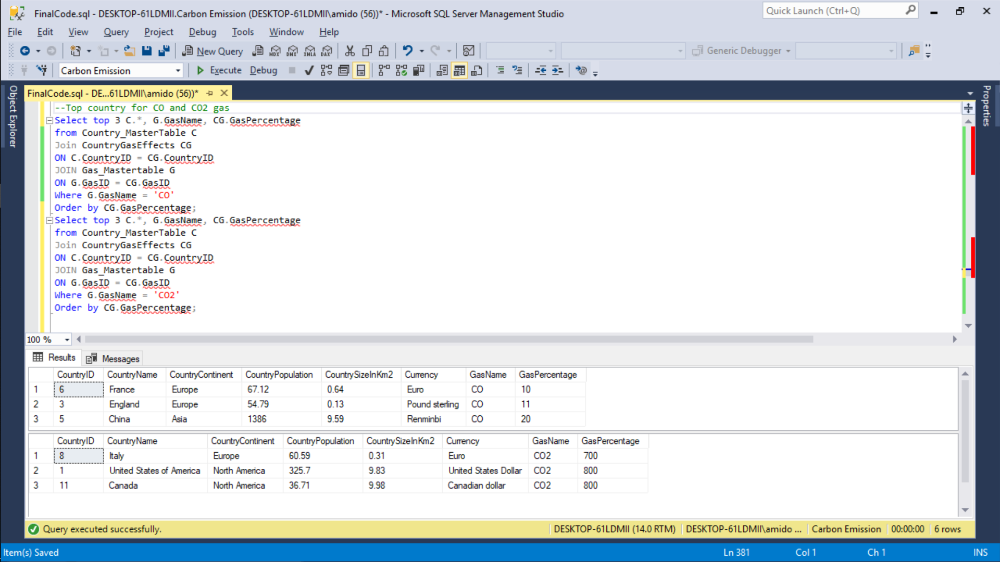 FinalCode.sql - DESKTOP-61LDMII.Carbon Emission (DESKTOP-61LDMII\amido (56))* - Microsoft SQL Server Management Studio
Quick Launch (Ctrl+Q)
File Edit View Query Project Debug Tools Window Help
New Query MDX DMX XMLA DAX Generic Debugger
Carbon Emission Execute Debug
Object Explorer
FinalCode.sql - DE...61LDMII\amido (56))*
Properties
--Top country for CO and CO2 gas
Select top 3 C.*, G.GasName, CG.GasPercentage
from Country_MasterTable C
Join CountryGasEffects CG
ON C.CountryID = CG.CountryID
JOIN Gas_Mastertable G
ON G.GasID = CG.GasID
Where G.GasName = 'CO'
Order by CG.GasPercentage;
Select top 3 C.*, G.GasName, CG.GasPercentage
from Country_MasterTable C
Join CountryGasEffects CG
ON C.CountryID = CG.CountryID
JOIN Gas_Mastertable G
ON G.GasID = CG.GasID
Where G.GasName = 'CO2'
Order by CG.GasPercentage;
100 %
Results Messages
CountryID CountryName CountryContinent CountryPopulation CountrySizeInKm2 Currency GasName GasPercentage
1 6 France Europe 67.12 0.64 Euro CO 10
2 3 England Europe 54.79 0.13 Pound sterling CO 11
3 5 China Asia 1386 9.59 Renminbi CO 20
CountryID CountryName CountryContinent CountryPopulation CountrySizeInKm2 Currency GasName GasPercentage
1 8 Italy Europe 60.59 0.31 Euro CO2 700
2 1 United States of America North America 325.7 9.83 United States Dollar CO2 800
3 11 Canada North America 36.71 9.98 Canadian dollar CO2 800
Query executed successfully. DESKTOP-61LDMII (14.0 RTM) DESKTOP-61LDMII\amido ... Carbon Emission 00:00:00 6 rows
Item(s) Saved Ln 381 Col 1 Ch 1 INS